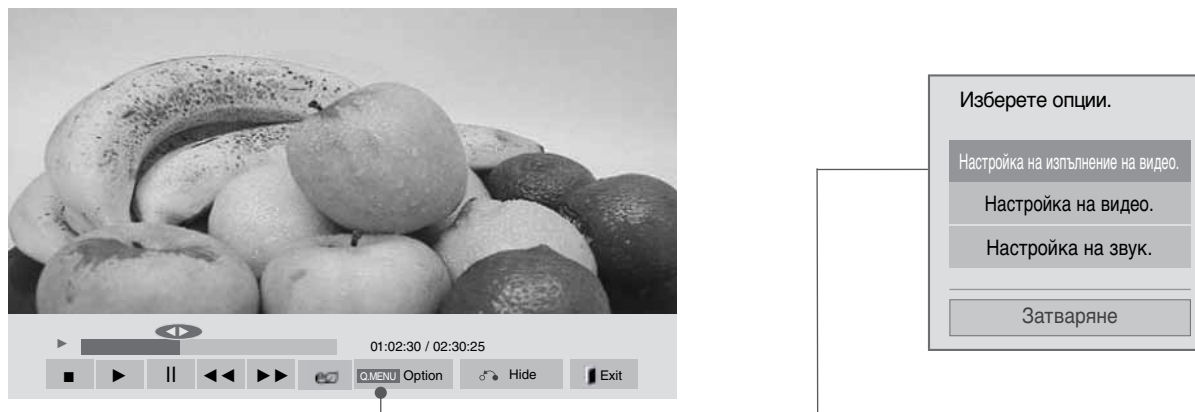 01:02:30 / 02:30:25
Q.MENU Option Hide Exit
Изберете опции.
Настройка на изпълнение на видео.
Настройка на видео.
Настройка на звук.
Затваряне